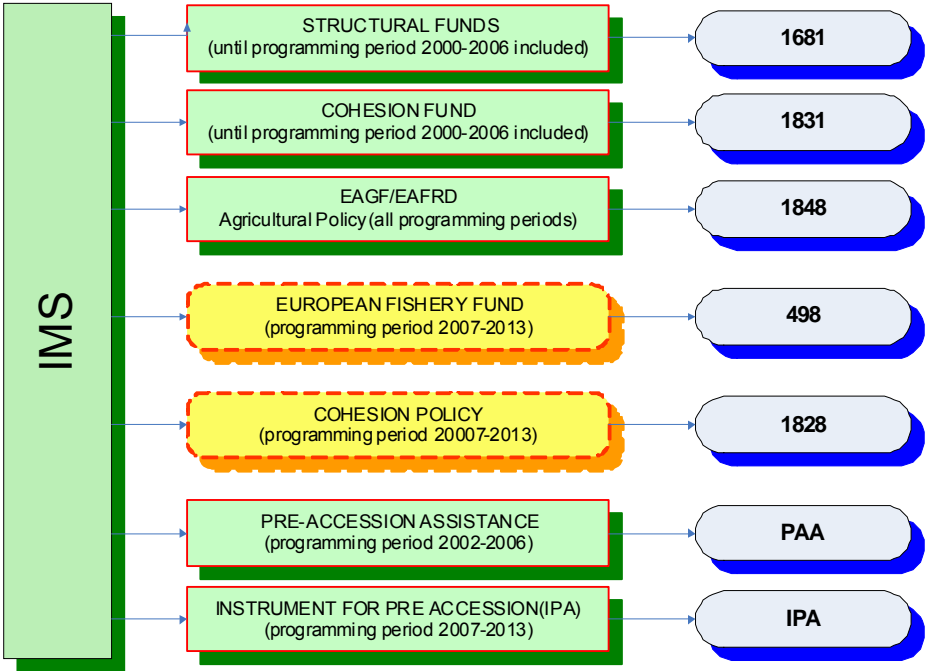 IMS
STRUCTURAL FUNDS
(until programming period 2000-2006 included)
1681
COHESION FUND
(until programming period 2000-2006 included)
1831
EAGF/EAFRD
Agricultural Policy (all programming periods)
1848
EUROPEAN FISHERY FUND
(programming period 2007-2013)
498
COHESION POLICY
(programming period 20007-2013)
1828
PRE-ACCESSION ASSISTANCE
(programming period 2002-2006)
PAA
INSTRUMENT FOR PRE ACCESSION(IPA)
(programming period 2007-2013)
IPA